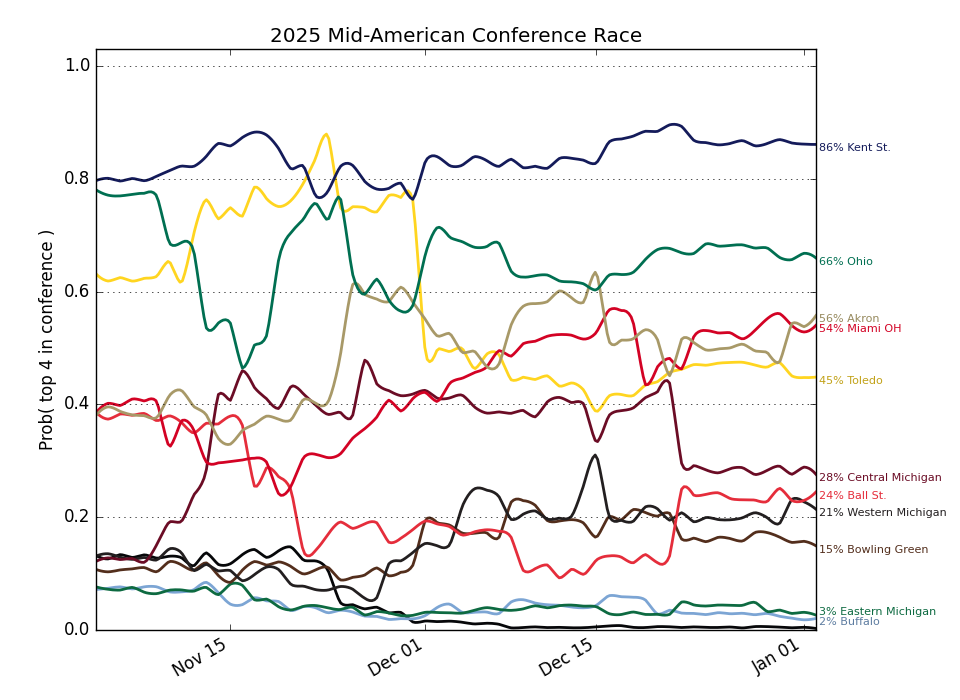 2025 Mid-American Conference Race
Prob( top 4 in conference )
1.0
0.8
0.6
0.4
0.2
0.0
Nov 15
Dec 01
Dec 15
Jan 01
86% Kent St.
66% Ohio
56% Akron
54% Miami OH
45% Toledo
28% Central Michigan
24% Ball St.
21% Western Michigan
15% Bowling Green
3% Eastern Michigan
2% Buffalo